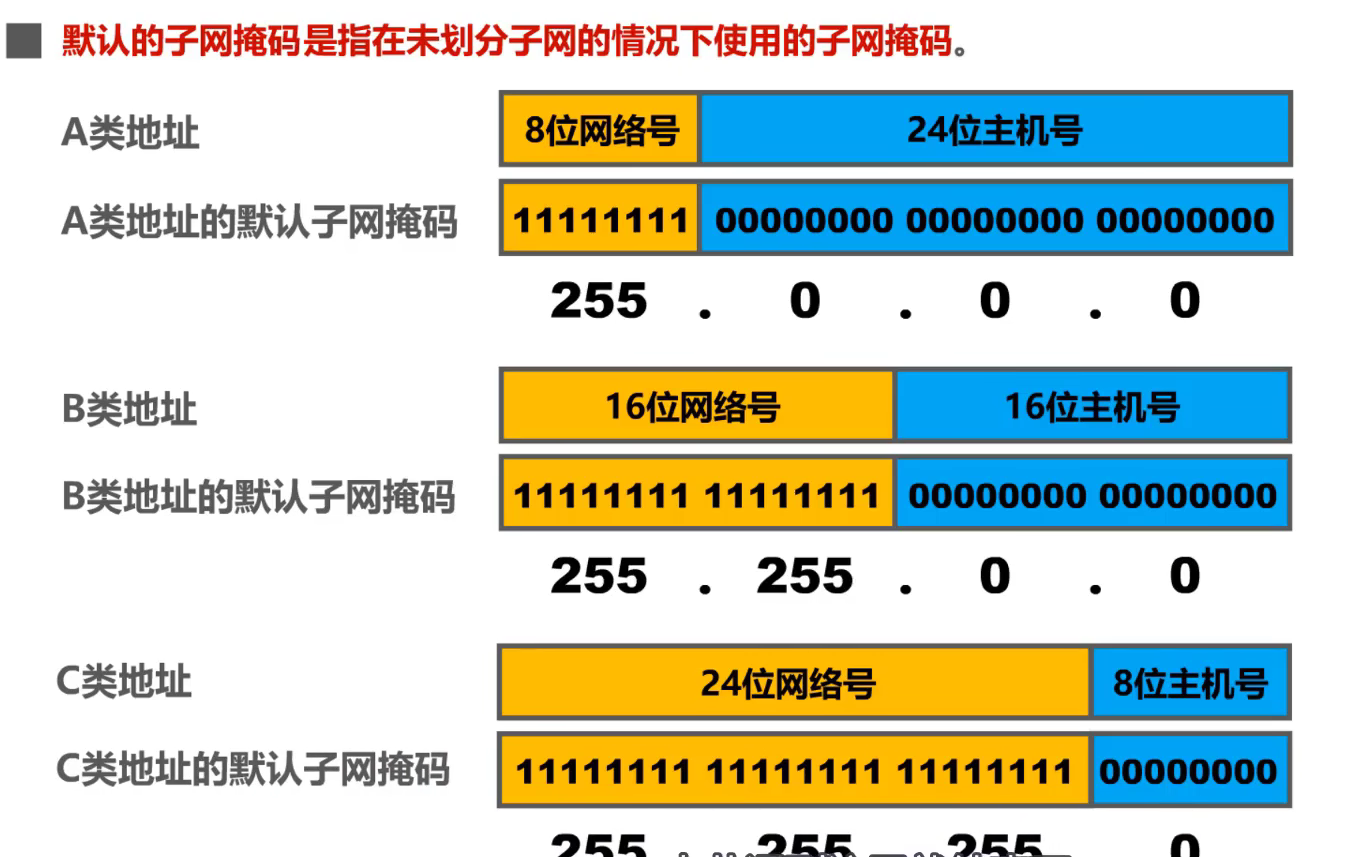 默认的子网掩码是指在未划分子网的情况下使用的子网掩码。
A类地址 8位网络号 24位主机号
A类地址的默认子网掩码 11111111 00000000 00000000 00000000
255 . 0 . 0 . 0
B类地址 16位网络号 16位主机号
B类地址的默认子网掩码 11111111 11111111 00000000 00000000
255 . 255 . 0 . 0
C类地址 24位网络号 8位主机号
C类地址的默认子网掩码 11111111 11111111 11111111 00000000
255 255 255 0